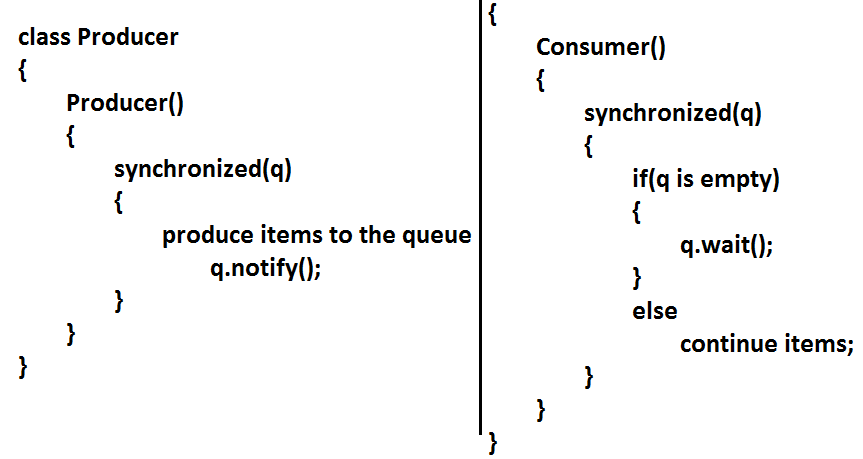 class Producer
{
Producer()
{
synchronized(q)
{
produce items to the queue
q.notify();
}
}
}
{
Consumer()
{
synchronized(q)
{
if(q is empty)
{
q.wait();
}
else
continue items;
}
}
}